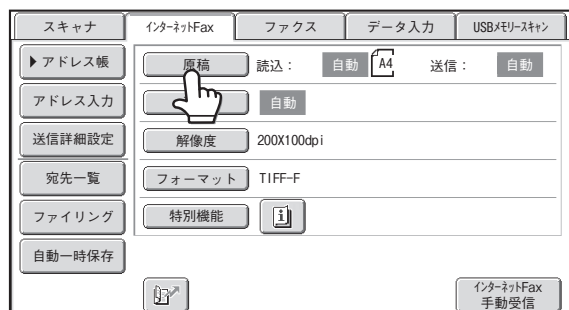 スキャナ
インターネットFax
ファクス
データ入力
USBメモリースキャン
アドレス帳
原稿
読込：
自動
A4
送信：
自動
アドレス入力
自動
送信詳細設定
解像度
200X100dpi
宛先一覧
フォーマット
TIFF-F
ファイリング
特別機能
自動一時保存
インターネットFax
手動受信